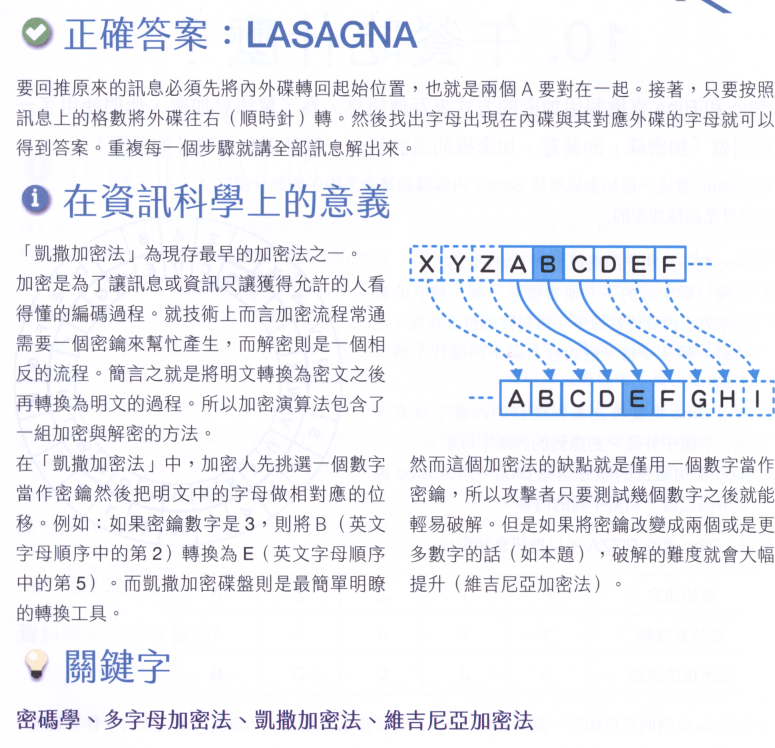 正確答案：LASAGNA
要回推原來的訊息必須先將內外碟轉回起始位置，也就是兩個 A 要對在一起。接著，只要按照
訊息上的格數將外碟往右（順時針）轉。然後找出字母出現在內碟與其對應外碟的字母就可以
得到答案。重複每一個步驟就講全部訊息解出來
在資訊科學上的意義
「凱撒加密法」為現存最早的加密法之一。
加密是為了讓訊息或資訊只讓獲得允許的人看
得懂的編碼過程。就技術上而言加密流程常通
需要一個密鑰來幫忙產生，而解密則是一個相
反的流程。簡言之就是將明文轉換為密文之後
再轉換為明文的過程。所以加密演算法包含了
一組加密與解密的方法。
在「凱撒加密法」中，加密人先挑選一個數字
當作密鑰然後把明文中的字母做相對應的位
移。例如：如果密鑰數字是 3，則將 B（英文
字母順序中的第 2）轉換為 E（英文字母順序
中的第 5）。而凱撒加密碟盤則是最簡單明瞭
的轉換工具。
X Y Z A B C D E F
A B C D E F G H I
然而這個加密法的缺點就是僅用一個數字當作
密鑰，所以攻擊者只要測試幾個數字之後就能
輕易破解。但是如果將密鑰改變成兩個或是更
多數字的話（如本題），破解的難度就會大幅
提升（維吉尼亞加密法）。
關鍵字
密碼學、多字母加密法、凱撒加密法、維吉尼亞加密法